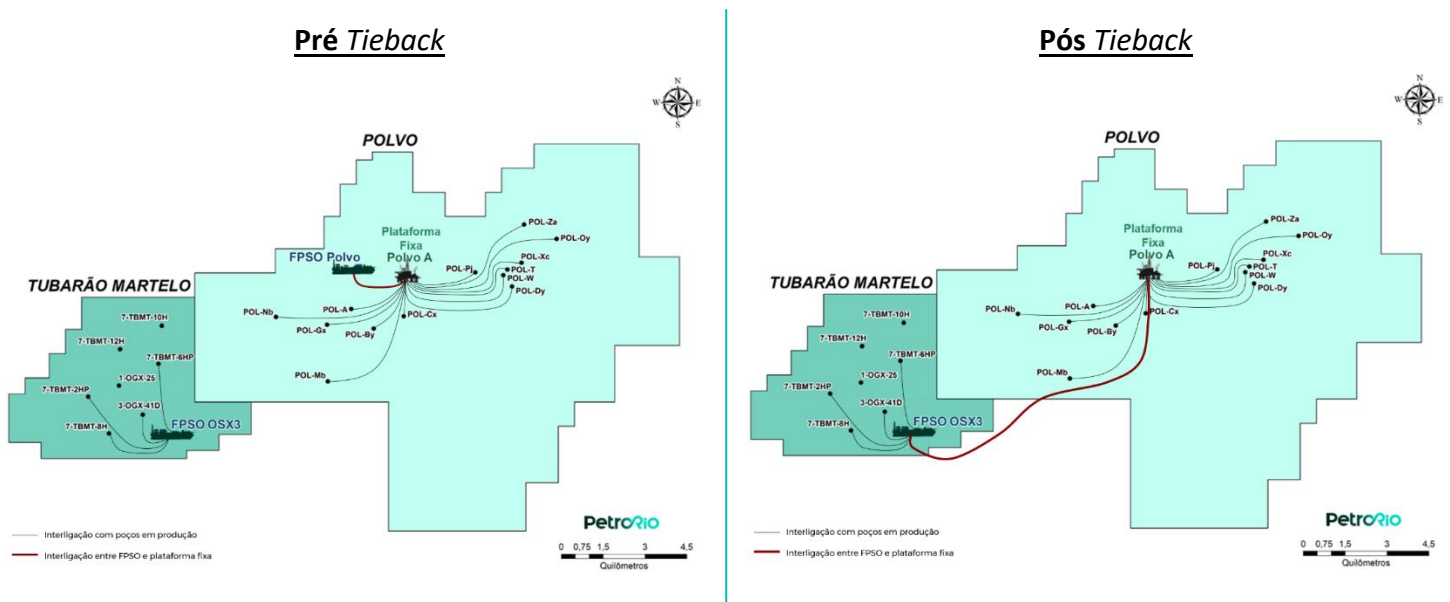 Pré Tieback
N
W E
S
POLVO
POL-Za
Plataforma
Fixa
Polvo A
POL-Oy
FPSO Polvo
POL-Xc
POL-Pj
POL-T
POL-W
POL-Dy
TUBARÃO MARTELO
POL-A
POL-Nb
POL-Cx
7-TBMT-10H
POL-Gx
POL-By
7-TBMT-12H
7-TBMT-6HP
1-OGX-25
POL-Mb
7-TBMT-2HP
3-OGX-41D
7-TBMT-8H
FPSO OSX3
PetroRio
Interligação com poços em produção
Interligação entre FPSO e plataforma fixa
0 0,75 1,5 3 4,5
Quilômetros
Pós Tieback
N
W E
S
POLVO
POL-Za
Plataforma
Fixa
Polvo A
POL-Oy
POL-Xc
POL-Pj
POL-T
POL-W
POL-Dy
TUBARÃO MARTELO
POL-A
POL-Nb
POL-Cx
7-TBMT-10H
POL-Gx
POL-By
7-TBMT-12H
7-TBMT-6HP
1-OGX-25
POL-Mb
7-TBMT-2HP
3-OGX-41D
7-TBMT-8H
FPSO OSX3
PetroRio
Interligação com poços em produção
Interligação entre FPSO e plataforma fixa
0 0,75 1,5 3 4,5
Quilômetros